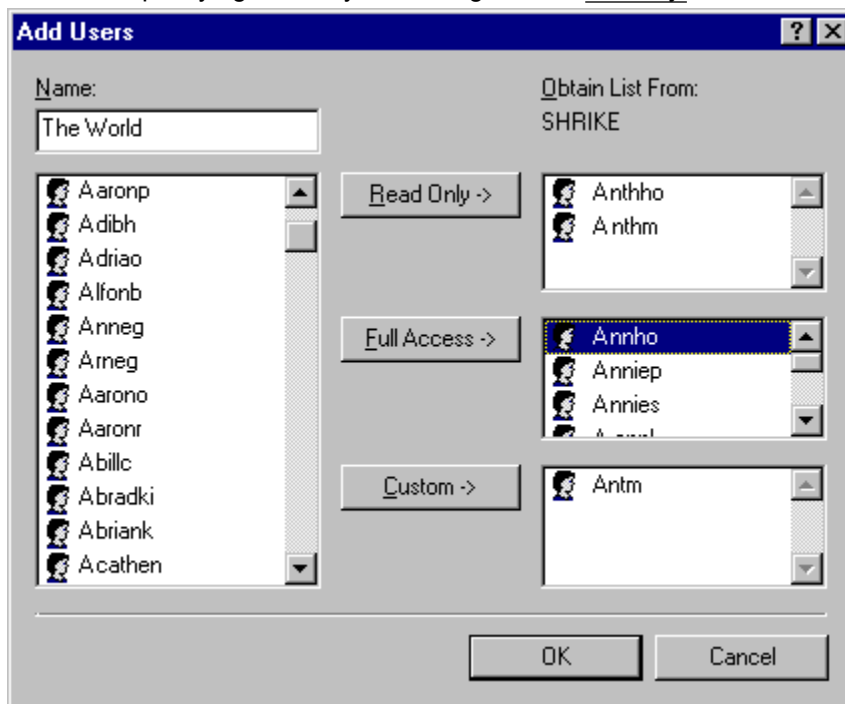 Add Users
Name:
Obtain List From:
The World
SHRIKE
Aaronp
Adibh
Adriao
Alfonb
Anneg
Arneg
Aarono
Aaronr
Abillc
Abradki
Abriank
Acathen
Read Only ->
Anthho
Anthm
Full Access ->
Annho
Anniep
Annies
Custom ->
Antm
OK
Cancel